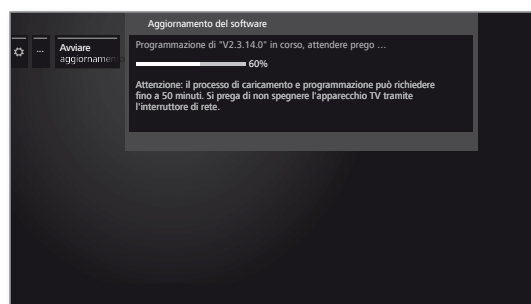 Aggiornamento del software
...
Avviare
aggiornamento
Programmazione di "V2.3.14.0" in corso, attendere prego ...
60%
Attenzione: il processo di caricamento e programmazione può richiedere
fino a 50 minuti. Si prega di non spegnere l'apparecchio TV tramite
l'interruttore di rete.